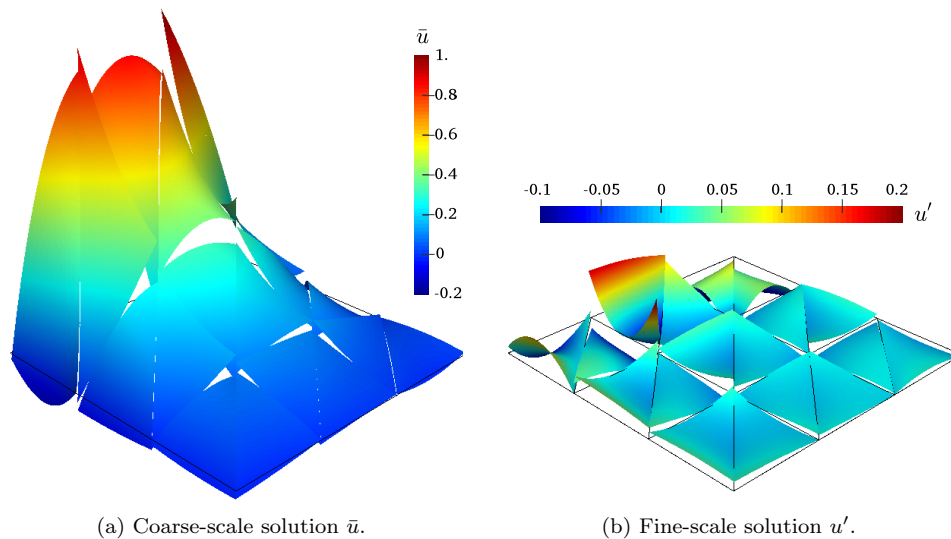 ū
1.
0.8
0.6
0.4
0.2
0
-0.2
-0.1 -0.05 0 0.05 0.1 0.15 0.2
u′
(a) Coarse-scale solution ū.
(b) Fine-scale solution u′.